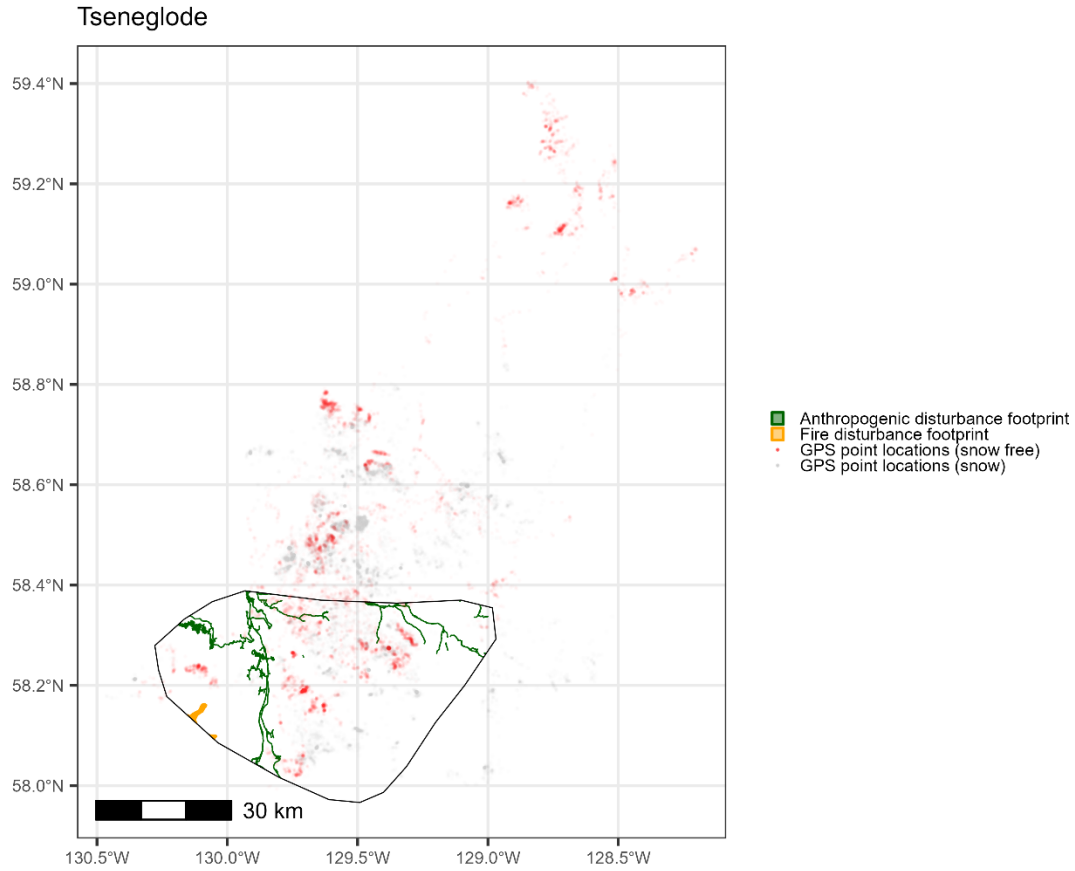 Tseneglode
59.4°N
59.2°N
59.0°N
58.8°N
58.6°N
58.4°N
58.2°N
58.0°N
130.5°W 130.0°W 129.5°W 129.0°W 128.5°W
30 km
Anthropogenic disturbance footprint
Fire disturbance footprint
GPS point locations (snow free)
GPS point locations (snow)